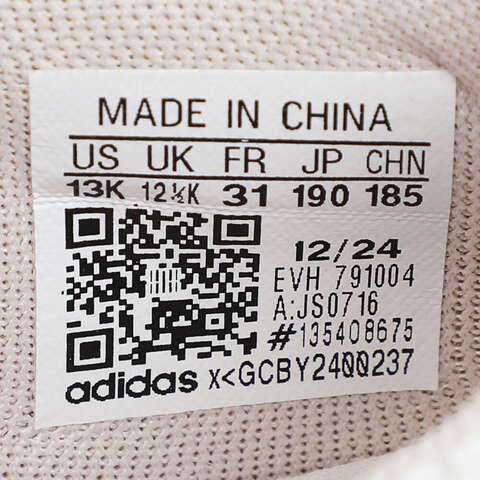 MADE IN CHINA
US UK FR JP CHN
13K 12½K 31 190 185
12/24
EVH 791004
A:JS0716
#135408675
adidas X<GCBY2400237